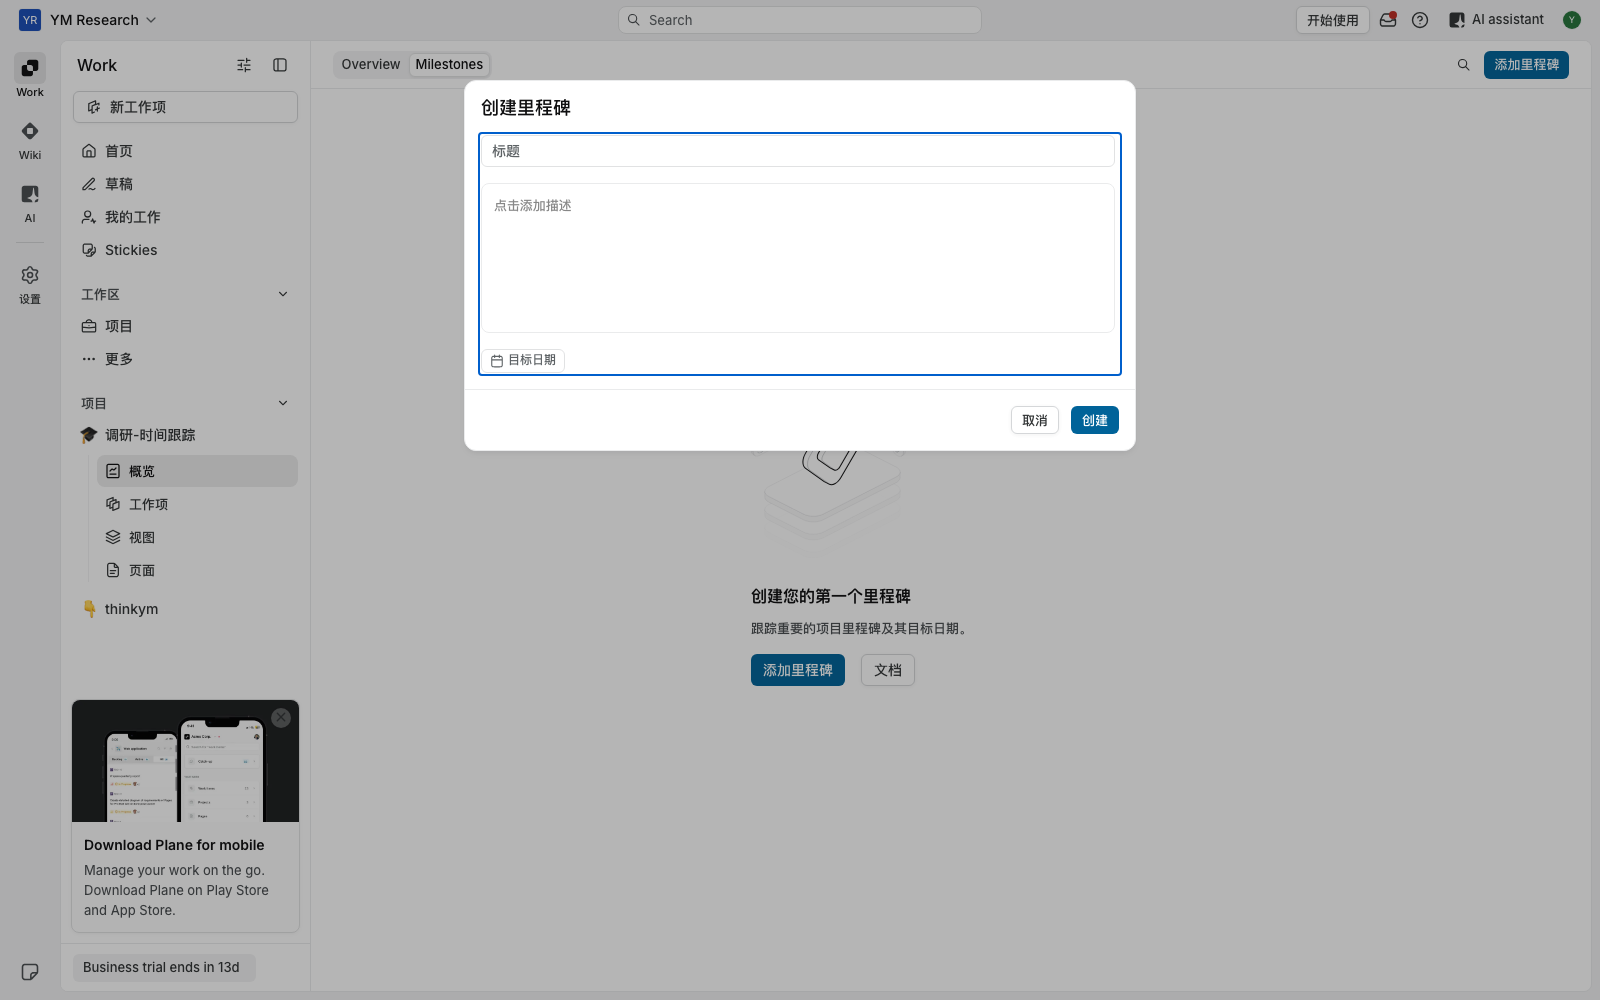 YR
YM Research
Search
开始使用
AI assistant
Y
Work
Wiki
AI
设置
Work
新工作项
首页
草稿
我的工作
Stickies
工作区
项目
更多
项目
调研-时间跟踪
概览
工作项
视图
页面
thinkym
Download Plane for mobile
Manage your work on the go.
Download Plane on Play Store
and App Store.
Business trial ends in 13d
Overview
Milestones
添加里程碑
创建里程碑
标题
点击添加描述
目标日期
取消
创建
创建您的第一个里程碑
跟踪重要的项目里程碑及其目标日期。
添加里程碑
文档